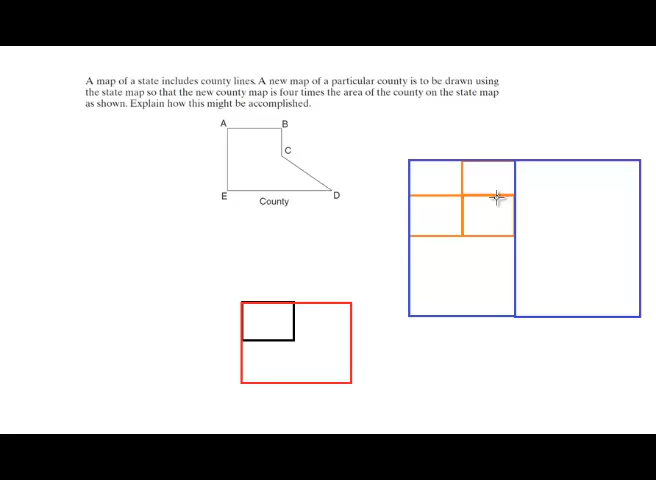 A map of a state includes county lines. A new map of a particular county is to be drawn using
the state map so that the new county map is four times the area of the county on the state map
as shown. Explain how this might be accomplished.
A
B
C
E
D
County